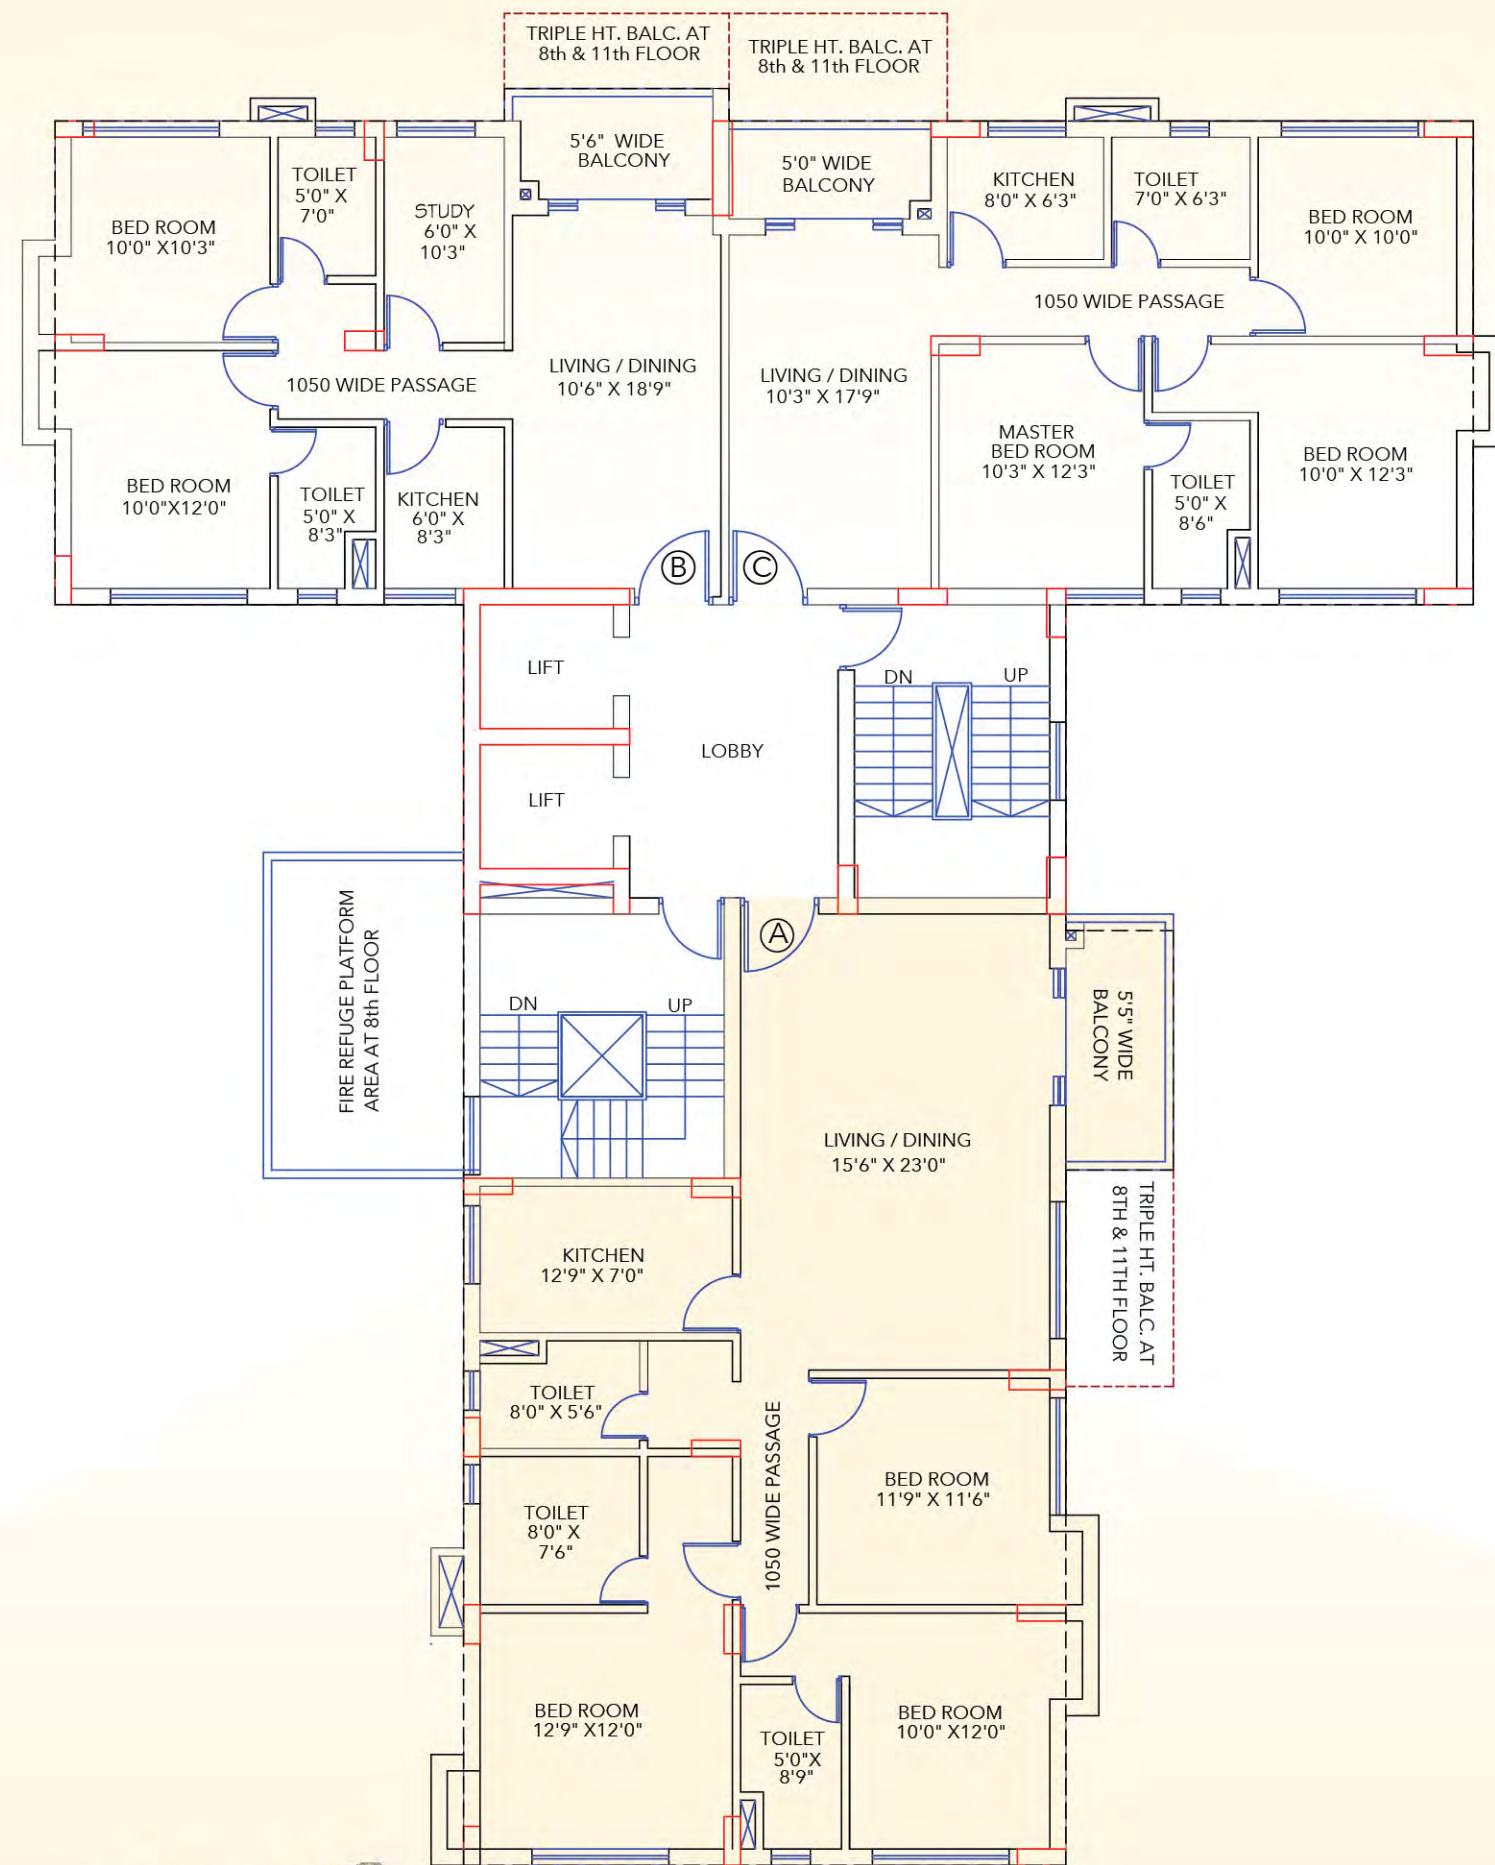 TRIPLE HT. BALC. AT
8th & 11th FLOOR
TRIPLE HT. BALC. AT
8th & 11th FLOOR
5'6" WIDE
BALCONY
5'0" WIDE
BALCONY
BED ROOM
10'0" X10'3"
TOILET
5'0" X
7'0"
STUDY
6'0" X
10'3"
KITCHEN
8'0" X 6'3"
TOILET
7'0" X 6'3"
BED ROOM
10'0" X 10'0"
1050 WIDE PASSAGE
1050 WIDE PASSAGE
LIVING / DINING
10'6" X 18'9"
LIVING / DINING
10'3" X 17'9"
MASTER
BED ROOM
10'3" X 12'3"
BED ROOM
10'0" X 12'3"
BED ROOM
10'0"X12'0"
TOILET
5'0" X
8'3"
KITCHEN
6'0" X
8'3"
TOILET
5'0" X
8'6"
B
C
LIFT
DN
UP
LOBBY
LIFT
FIRE REFUGE PLATFORM
AREA AT 8th FLOOR
A
DN
UP
5'5" WIDE
BALCONY
LIVING / DINING
15'6" X 23'0"
TRIPLE HT. BALC. AT
8TH & 11TH FLOOR
KITCHEN
12'9" X 7'0"
TOILET
8'0" X 5'6"
1050 WIDE PASSAGE
BED ROOM
11'9" X 11'6"
TOILET
8'0" X
7'6"
BED ROOM
12'9" X12'0"
TOILET
5'0"X
8'9"
BED ROOM
10'0" X12'0"